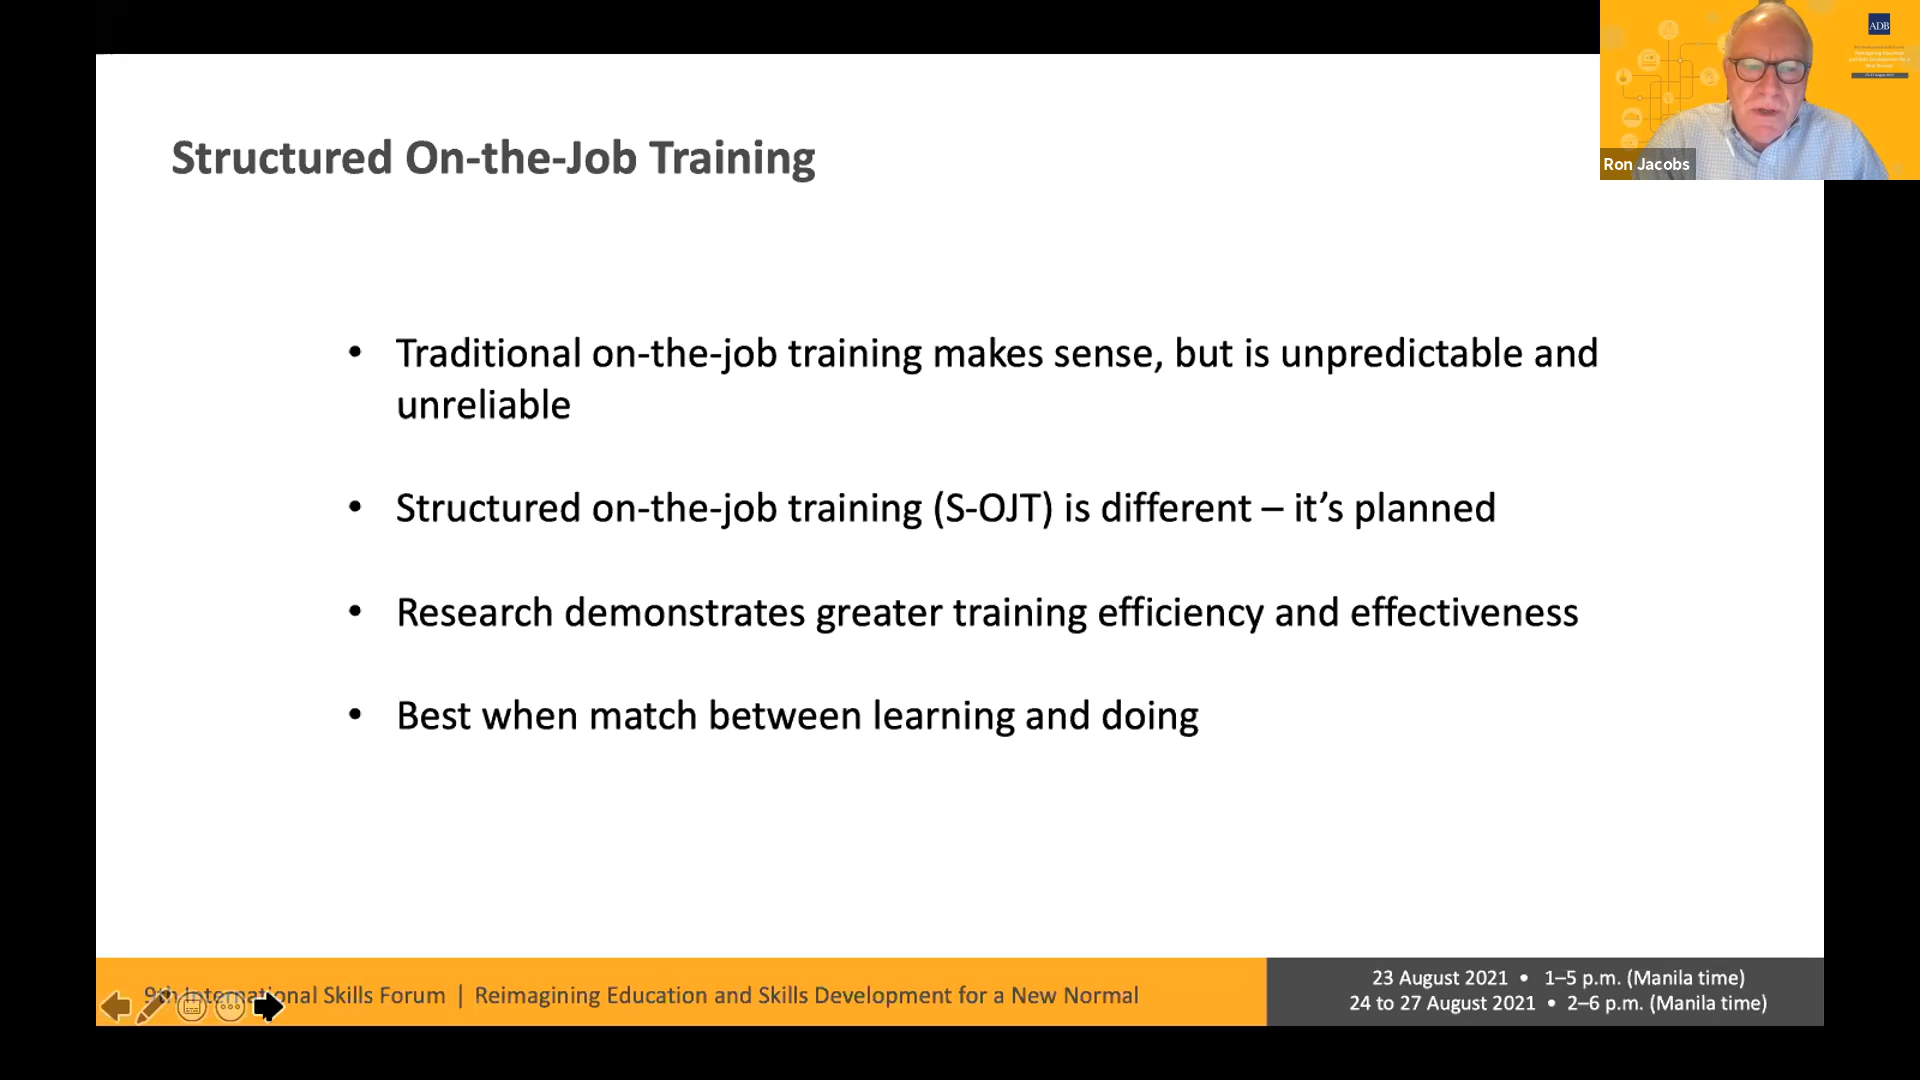 ADB
Ron Jacobs
Structured On-the-Job Training
• Traditional on-the-job training makes sense, but is unpredictable and
unreliable
• Structured on-the-job training (S-OJT) is different – it’s planned
• Research demonstrates greater training efficiency and effectiveness
• Best when match between learning and doing
9th International Skills Forum | Reimagining Education and Skills Development for a New Normal
23 August 2021 • 1–5 p.m. (Manila time)
24 to 27 August 2021 • 2–6 p.m. (Manila time)